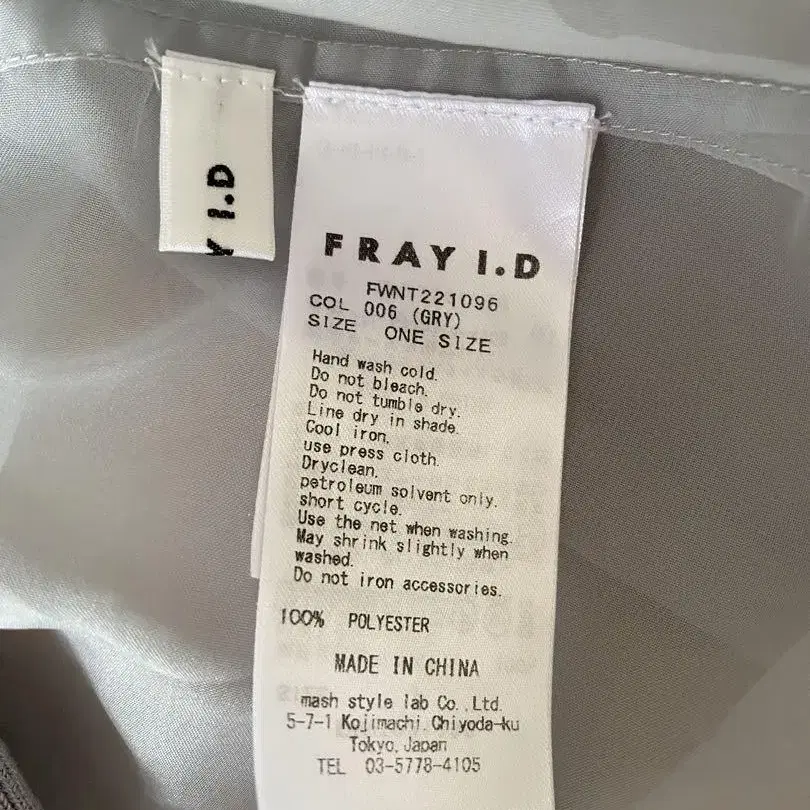 Y I.D
FRAY I.D
FWNT221096
COL 006 (GRY)
SIZE ONE SIZE
Hand wash cold.
Do not bleach.
Do not tumble dry.
Line dry in shade.
Cool iron,
use press cloth.
Dryclean,
petroleum solvent only.
short cycle.
Use the net when washing.
May shrink slightly when
washed.
Do not iron accessories.
100% POLYESTER
MADE IN CHINA
mash style lab Co.,Ltd.
5-7-1 Kojimachi,Chiyoda-ku
Tokyo,Japan
TEL 03-5778-4105